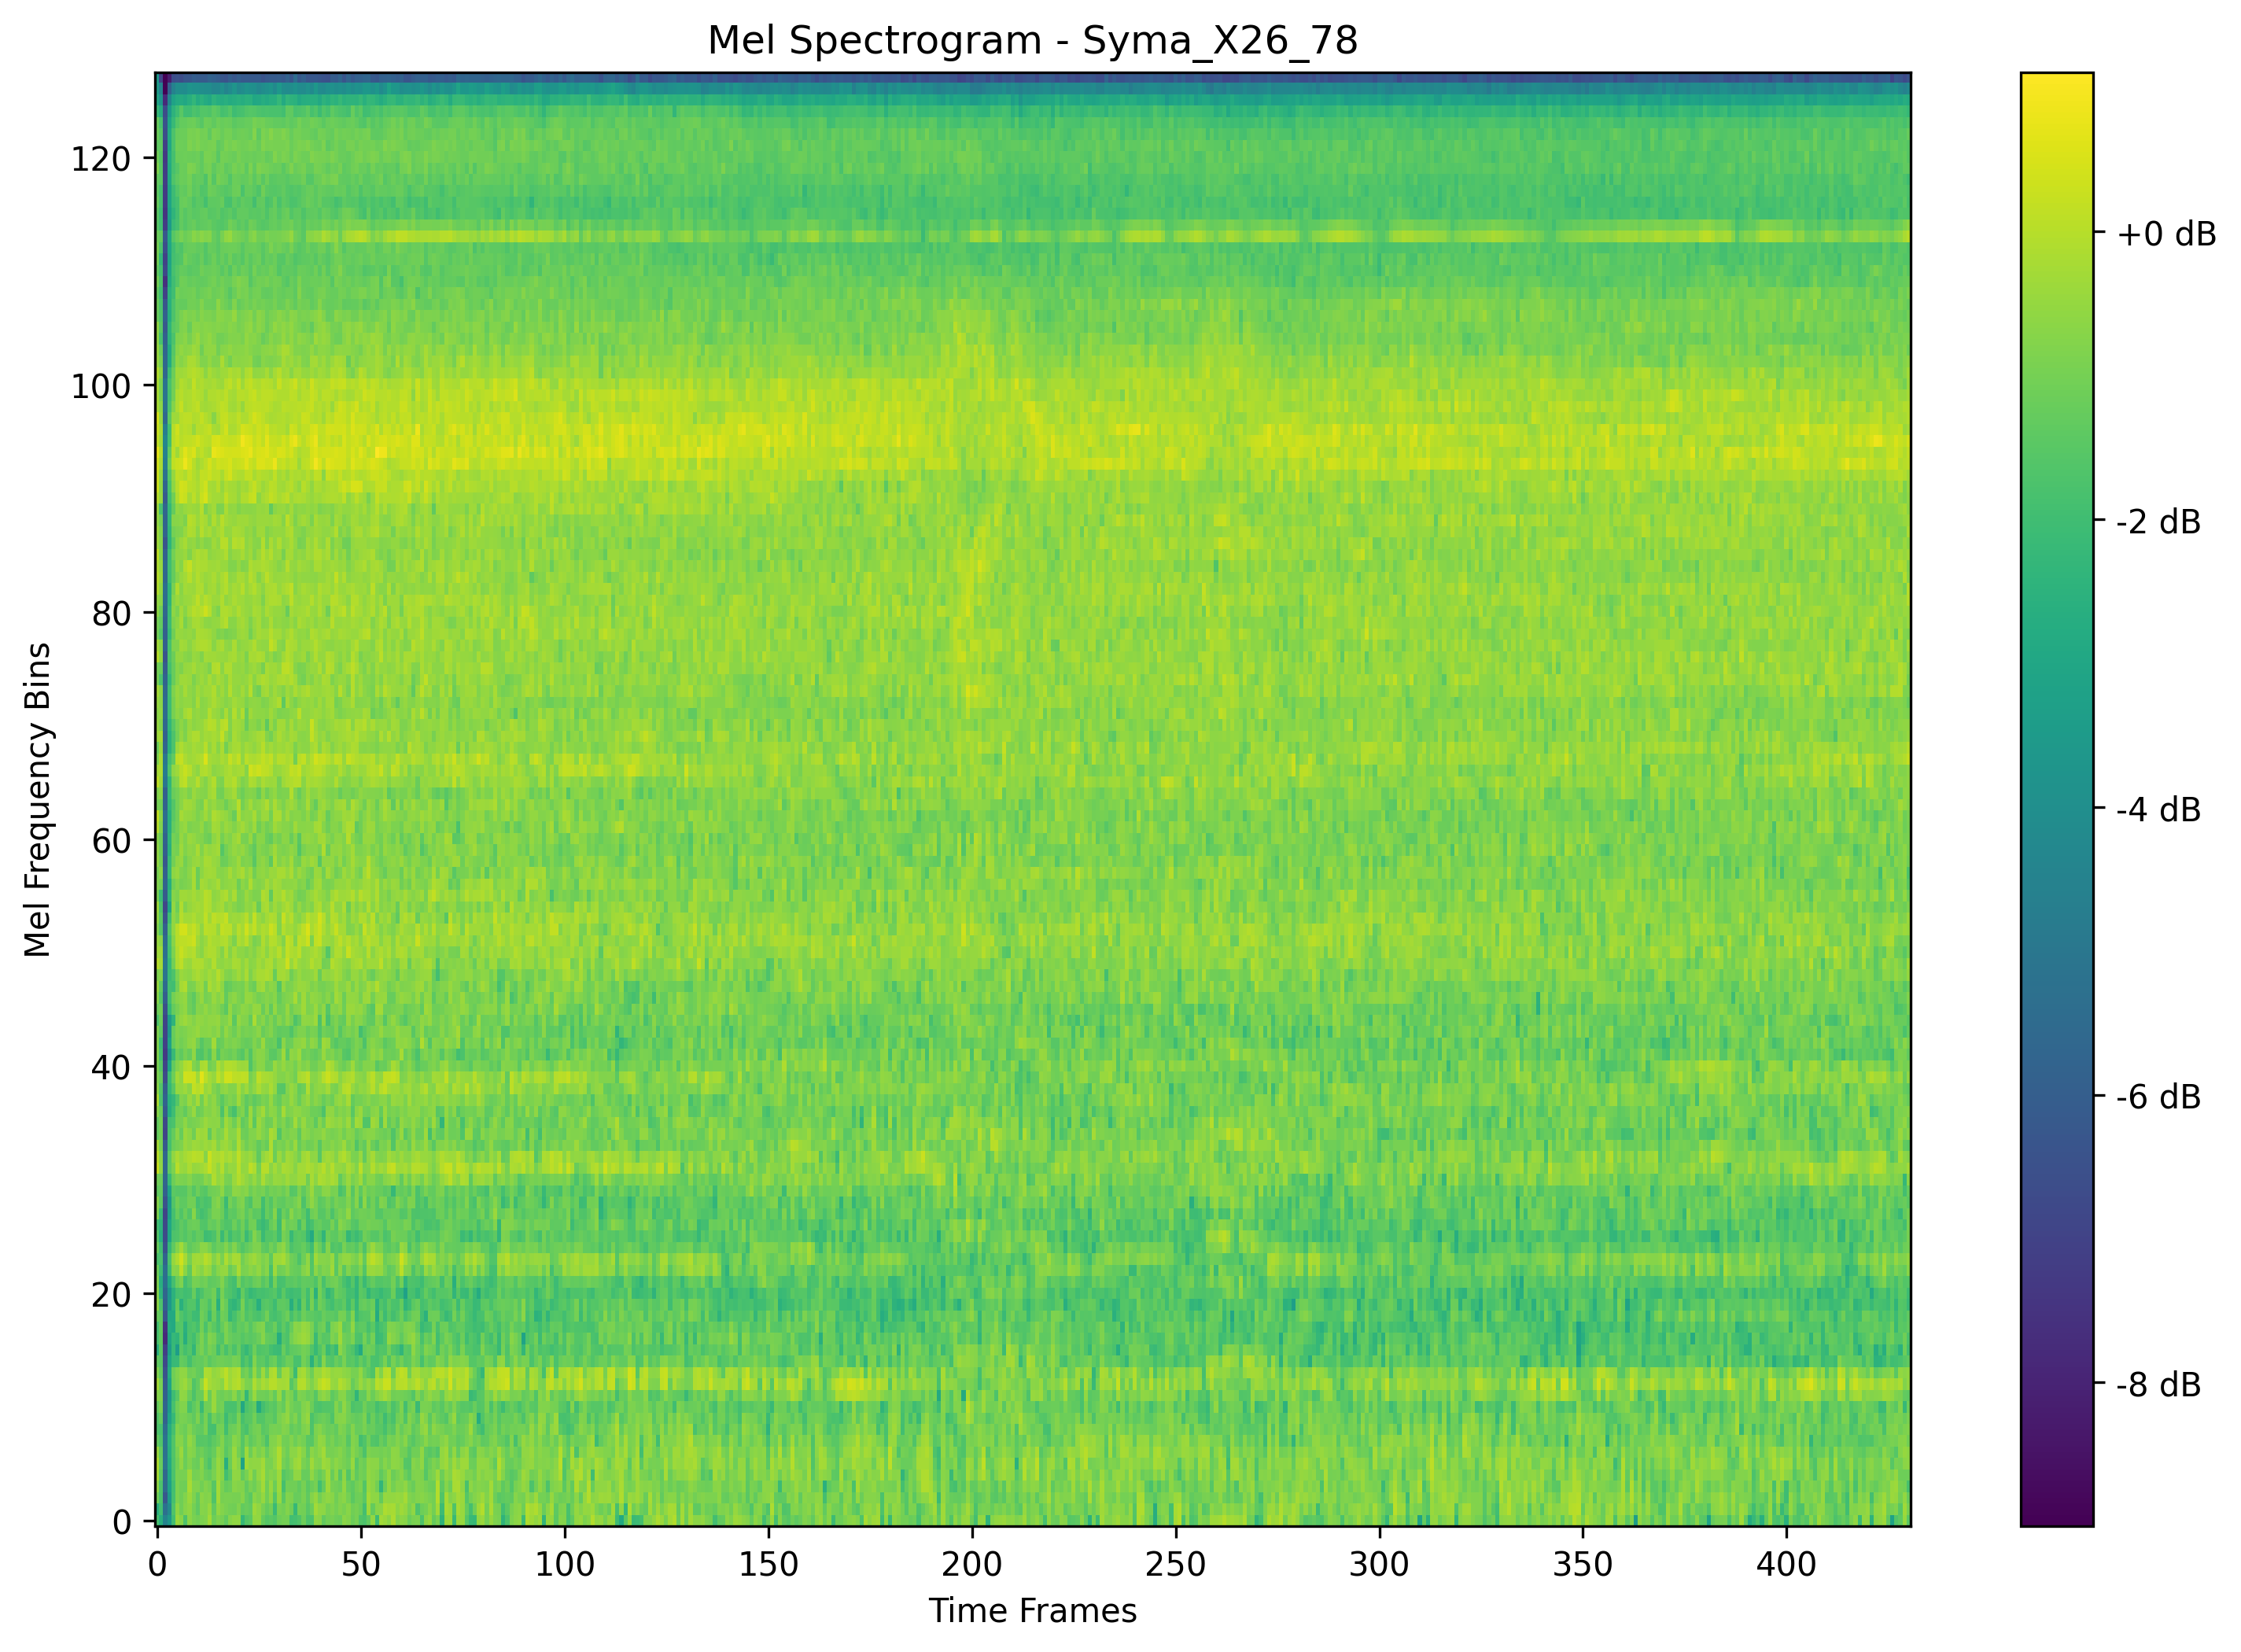 Mel Spectrogram - Syma_X26_78
Mel Frequency Bins
120
100
80
60
40
20
0
0 50 100 150 200 250 300 350 400
Time Frames
+0 dB
-2 dB
-4 dB
-6 dB
-8 dB